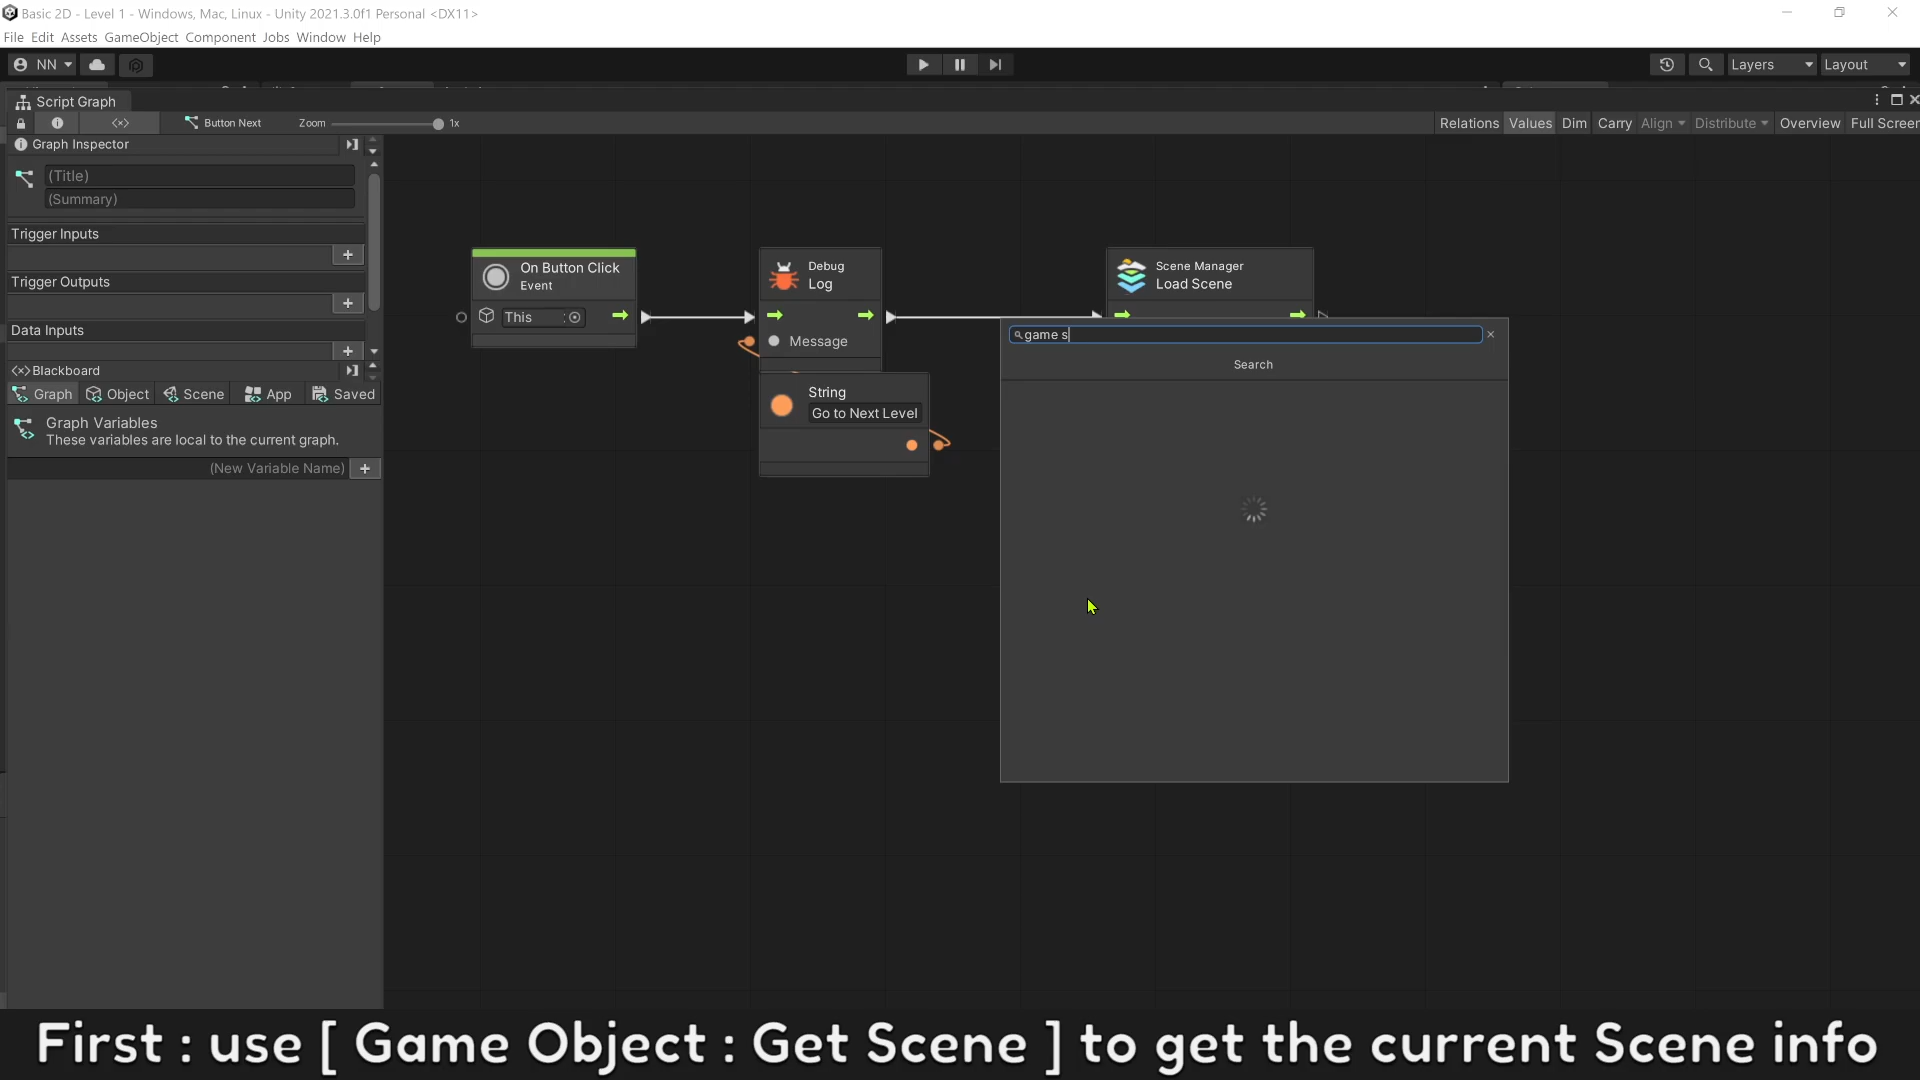 Basic 2D - Level 1 - Windows, Mac, Linux - Unity 2021.3.0f1 Personal <DX11>
File Edit Assets GameObject Component Jobs Window Help
NN Layers Layout
Script Graph
<×> Button Next Zoom 1x Relations Values Dim Carry Align Distribute Overview Full Screen
Graph Inspector
(Title)
(Summary)
Trigger Inputs
+
Trigger Outputs
+
Data Inputs
+
<×> Blackboard
Graph Object Scene App Saved
Graph Variables
These variables are local to the current graph.
(New Variable Name) +
On Button Click
Event
This
Debug
Log
Message
String
Go to Next Level
Scene Manager
Load Scene
game s
Search
First : use [ Game Object : Get Scene ] to get the current Scene info